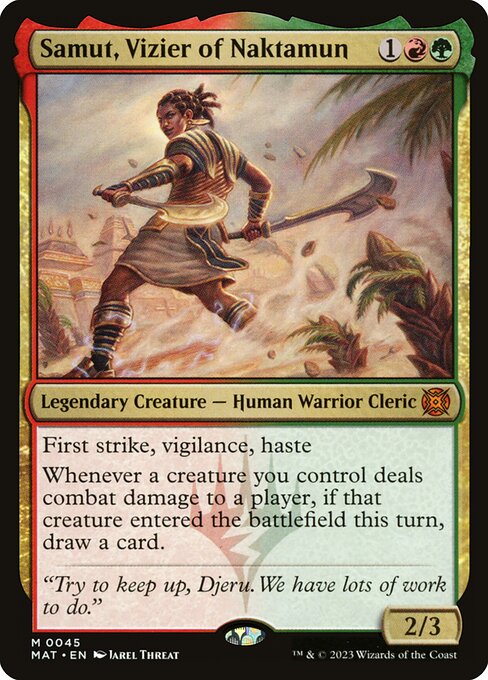 Samut, Vizier of Naktamun 1
Legendary Creature — Human Warrior Cleric
First strike, vigilance, haste
Whenever a creature you control deals
combat damage to a player, if that
creature entered the battlefield this turn,
draw a card.
“Try to keep up, Djeru. We have lots of work
to do.”
2/3
M 0045
MAT • EN JAREL THREAT ™ & © 2023 Wizards of the Coast